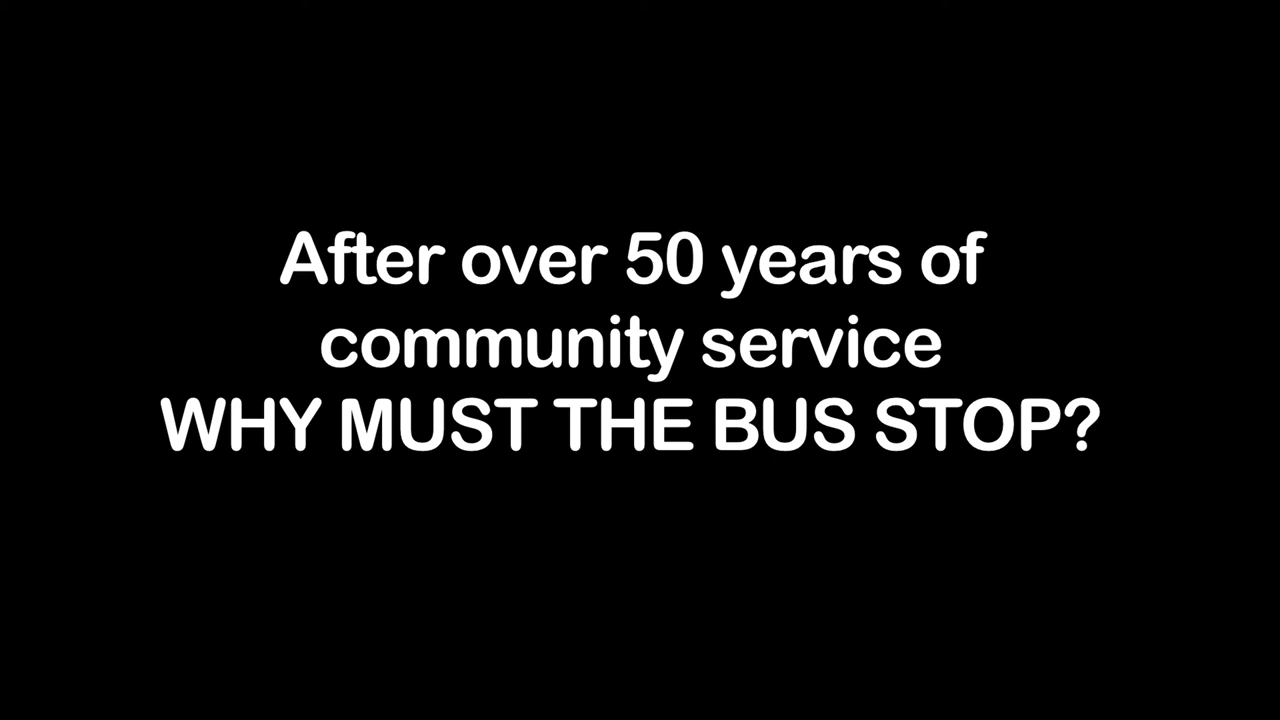 After over 50 years of
community service
WHY MUST THE BUS STOP?